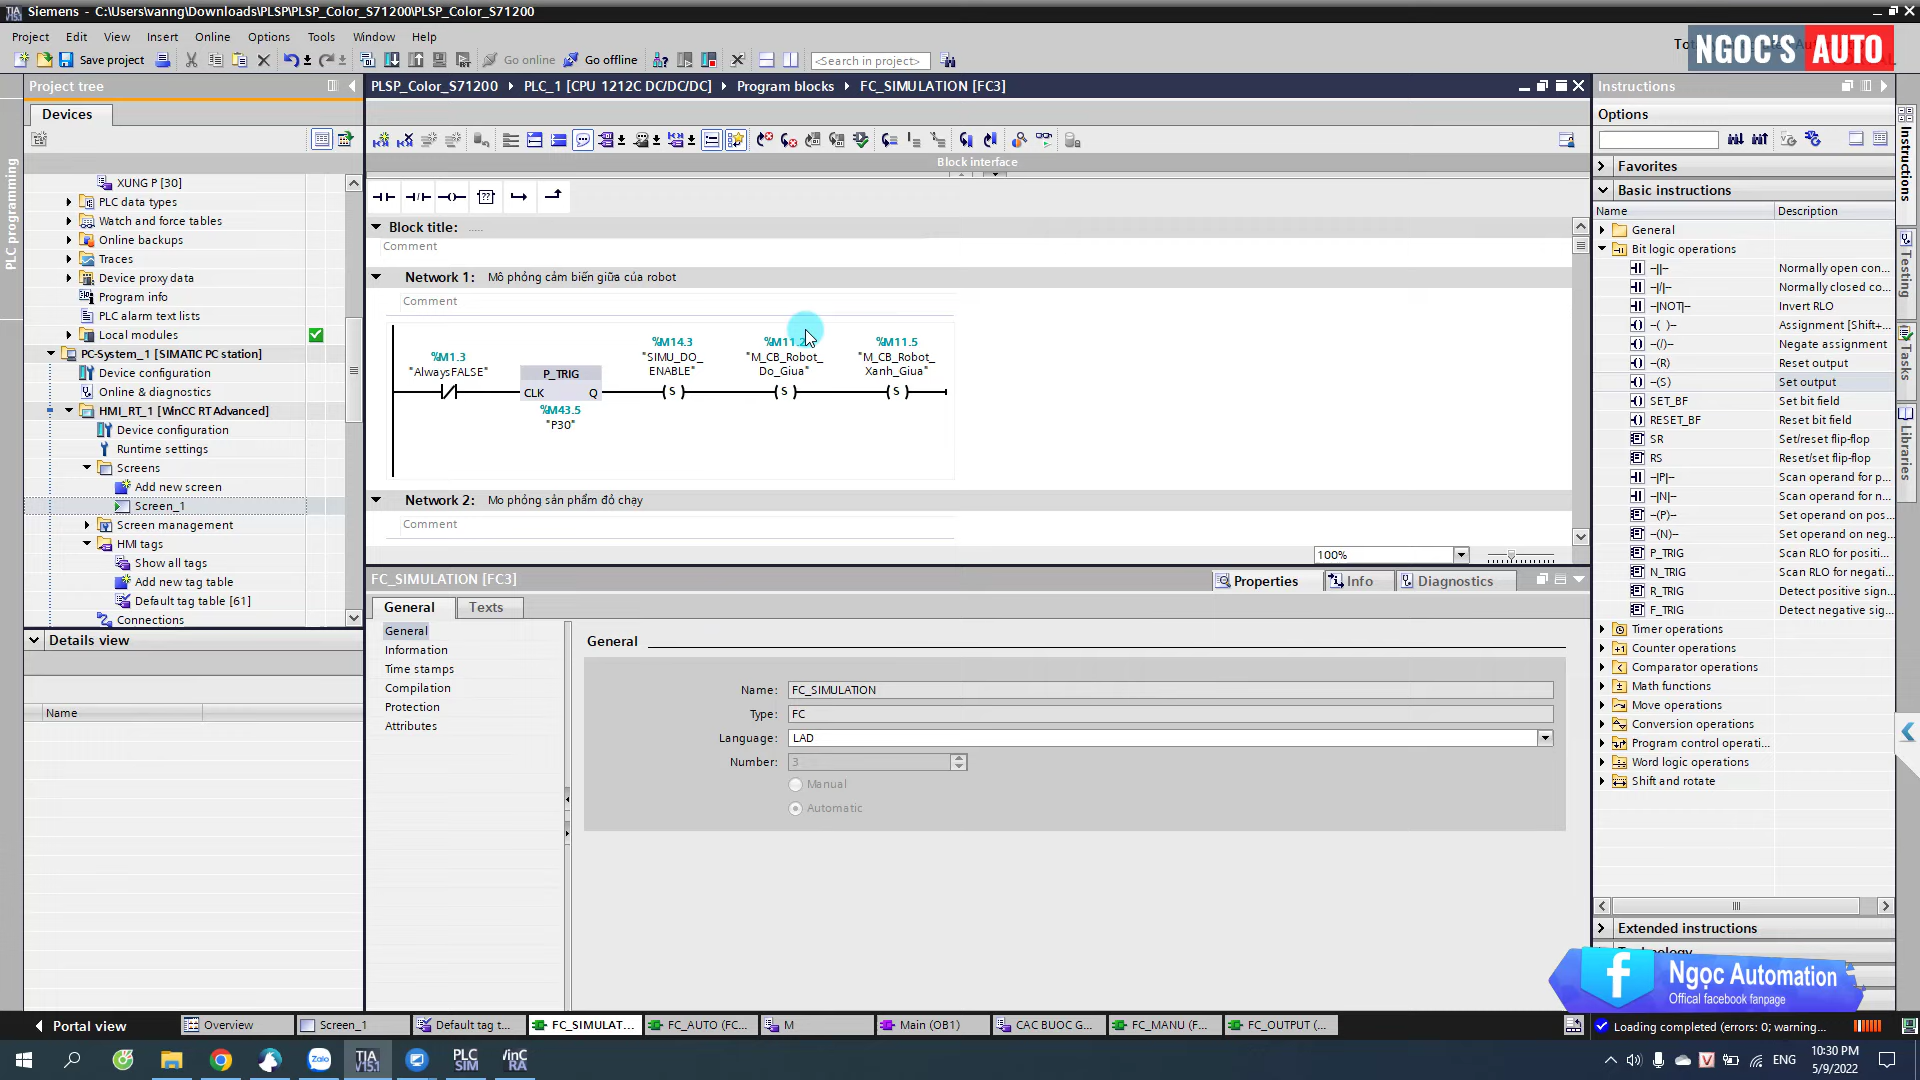 Siemens - C:\Users\vanng\Downloads\PLSP\PLSP_Color_S71200\PLSP_Color_S71200
Project Edit View Insert Online Options Tools Window Help
NGOC'S AUTO
Save project
Go online
Go offline
<Search in project>
Project tree
PLSP_Color_S71200 PLC_1 [CPU 1212C DC/DC/DC] Program blocks FC_SIMULATION [FC3]
Instructions
Devices
Options
PLC programming
XUNG P [30]
PLC data types
Watch and force tables
Online backups
Traces
Device proxy data
Program info
PLC alarm text lists
Local modules
PC-System_1 [SIMATIC PC station]
Device configuration
Online & diagnostics
HMI_RT_1 [WinCC RT Advanced]
Device configuration
Runtime settings
Screens
Add new screen
Screen_1
Screen management
HMI tags
Show all tags
Add new tag table
Default tag table [61]
Connections
Details view
Name
Block interface
Block title: .....
Comment
Network 1: Mô phỏng cảm biến giữa của robot
Comment
%M1.3
"AlwaysFALSE"
P_TRIG
CLK Q
%M43.5
"P30"
%M14.3
"SIMU_DO_
ENABLE"
( S )
%M11.2
"M_CB_Robot_
Do_Giua"
( S )
%M11.5
"M_CB_Robot_
Xanh_Giua"
( S )
Network 2: Mo phỏng sản phẩm đỏ chạy
Comment
100%
FC_SIMULATION [FC3]
Properties Info Diagnostics
General Texts
General
Information
Time stamps
Compilation
Protection
Attributes
General
Name: FC_SIMULATION
Type: FC
Language: LAD
Number: 3
Manual
Automatic
Favorites
Basic instructions
Name Description
General
Bit logic operations
-||- Normally open con...
-|/|- Normally closed co...
-|NOT|- Invert RLO
-( )- Assignment [Shift+...
-(/)- Negate assignment
-(R) Reset output
-(S) Set output
SET_BF Set bit field
RESET_BF Reset bit field
SR Set/reset flip-flop
RS Reset/set flip-flop
-|P|- Scan operand for p...
-|N|- Scan operand for n...
-(P)- Set operand on pos...
-(N)- Set operand on neg...
P_TRIG Scan RLO for positi...
N_TRIG Scan RLO for negati...
R_TRIG Detect positive sign...
F_TRIG Detect negative sig...
Timer operations
Counter operations
Comparator operations
Math functions
Move operations
Conversion operations
Program control operati...
Word logic operations
Shift and rotate
Extended instructions
Instructions
Testing
Tasks
Libraries
f Ngọc Automation
Offical facebook fanpage
Portal view
Overview
Screen_1
Default tag t...
FC_SIMULAT...
FC_AUTO (FC...
M
Main (OB1)
CAC BUOC G...
FC_MANU (F...
FC_OUTPUT (...
Loading completed (errors: 0; warning...
TIA
V15.1
PLC
SIM
ENG
10:30 PM
5/9/2022